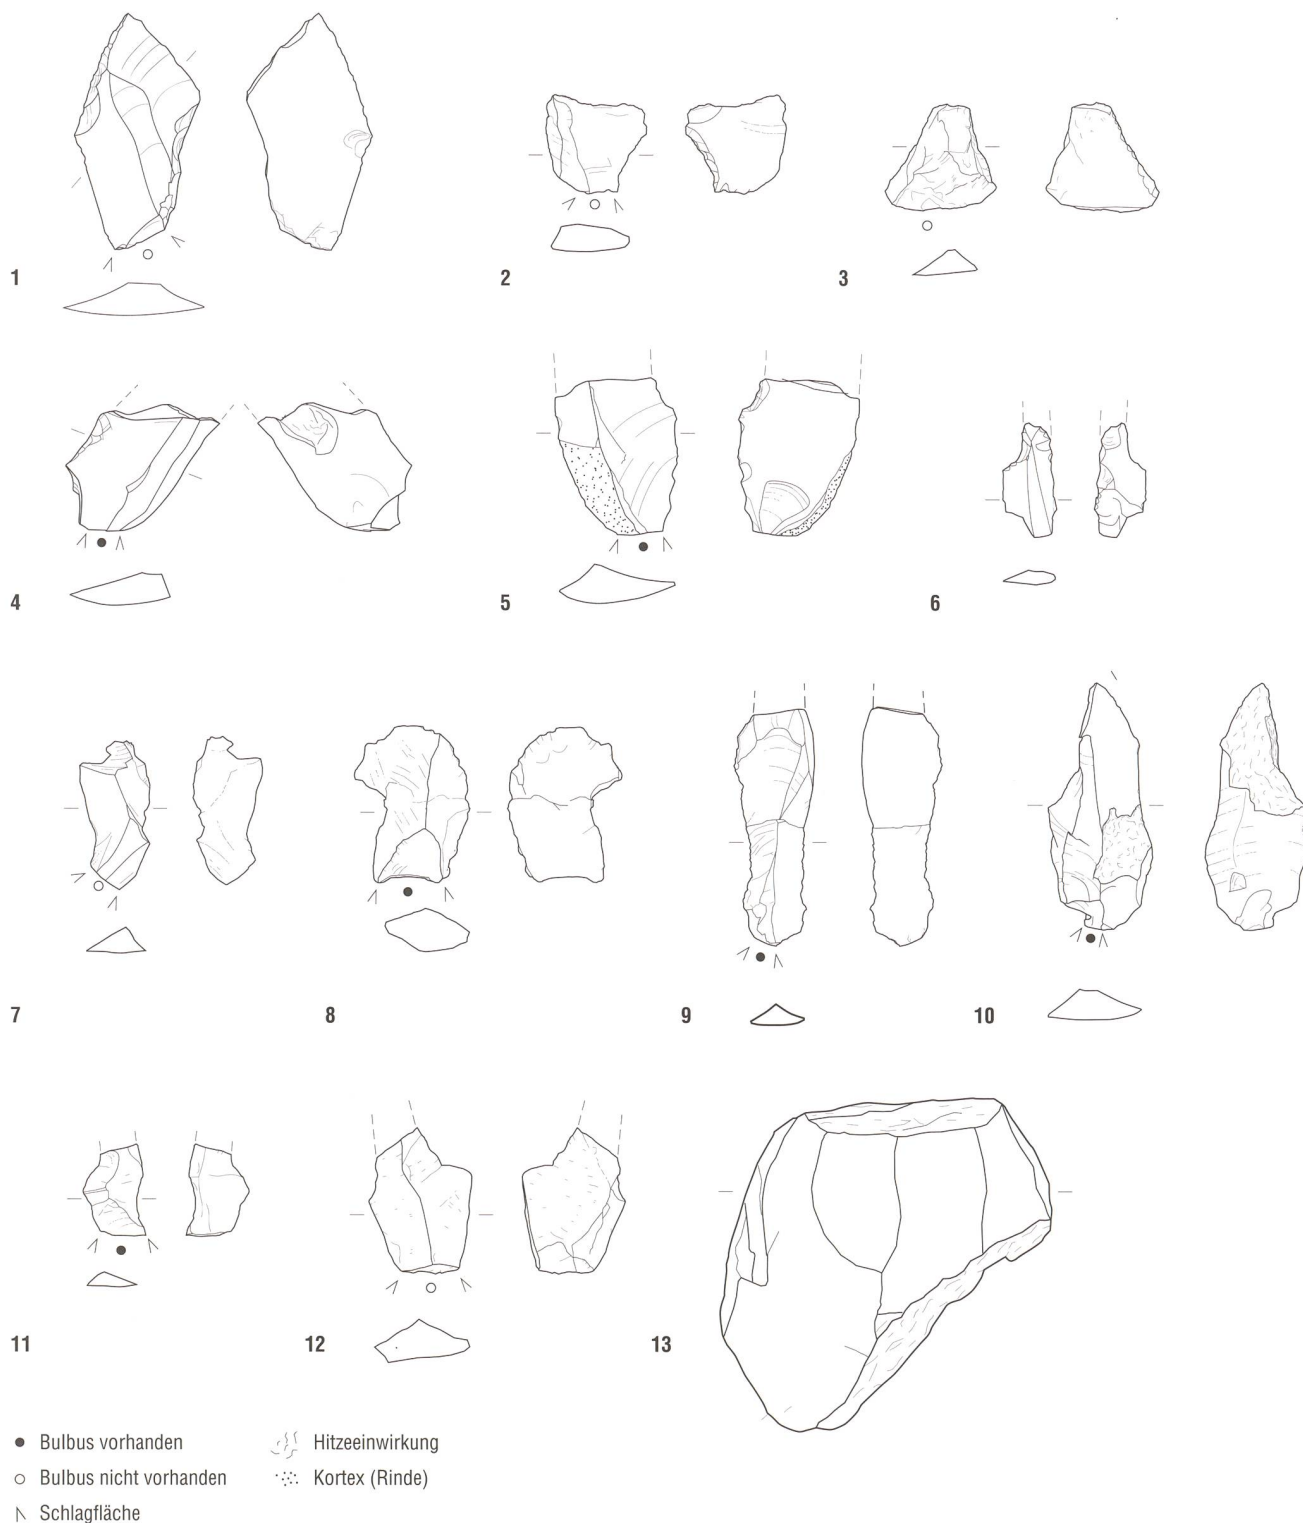 1
2
3
4
5
6
7
8
9
10
11
12
13
Bulbus vorhanden
Hitzeeinwirkung
Bulbus nicht vorhanden
Kortex (Rinde)
Schlagfläche